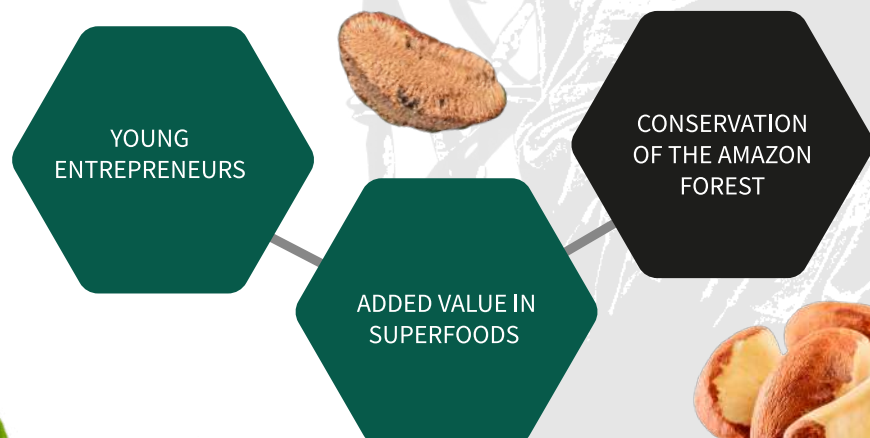 YOUNG
ENTREPRENEURS
ADDED VALUE IN
SUPERFOODS
CONSERVATION
OF THE AMAZON
FOREST